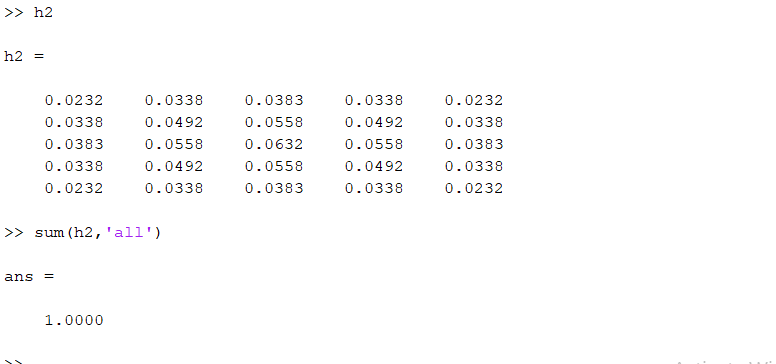 >> h2
h2 =
0.0232 0.0338 0.0383 0.0338 0.0232
0.0338 0.0492 0.0558 0.0492 0.0338
0.0383 0.0558 0.0632 0.0558 0.0383
0.0338 0.0492 0.0558 0.0492 0.0338
0.0232 0.0338 0.0383 0.0338 0.0232
>> sum(h2,'all')
ans =
1.0000
>>